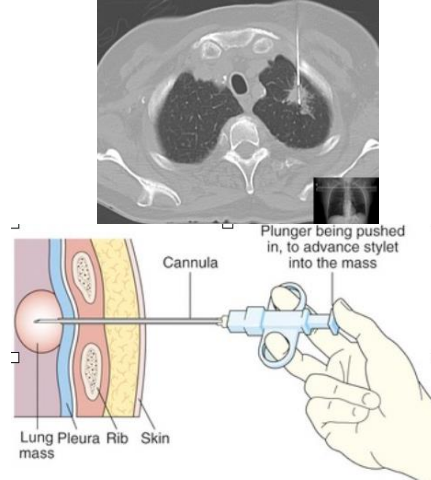 Plunger being pushed
in, to advance stylet
into the mass
Cannula
Lung Pleura Rib Skin
mass